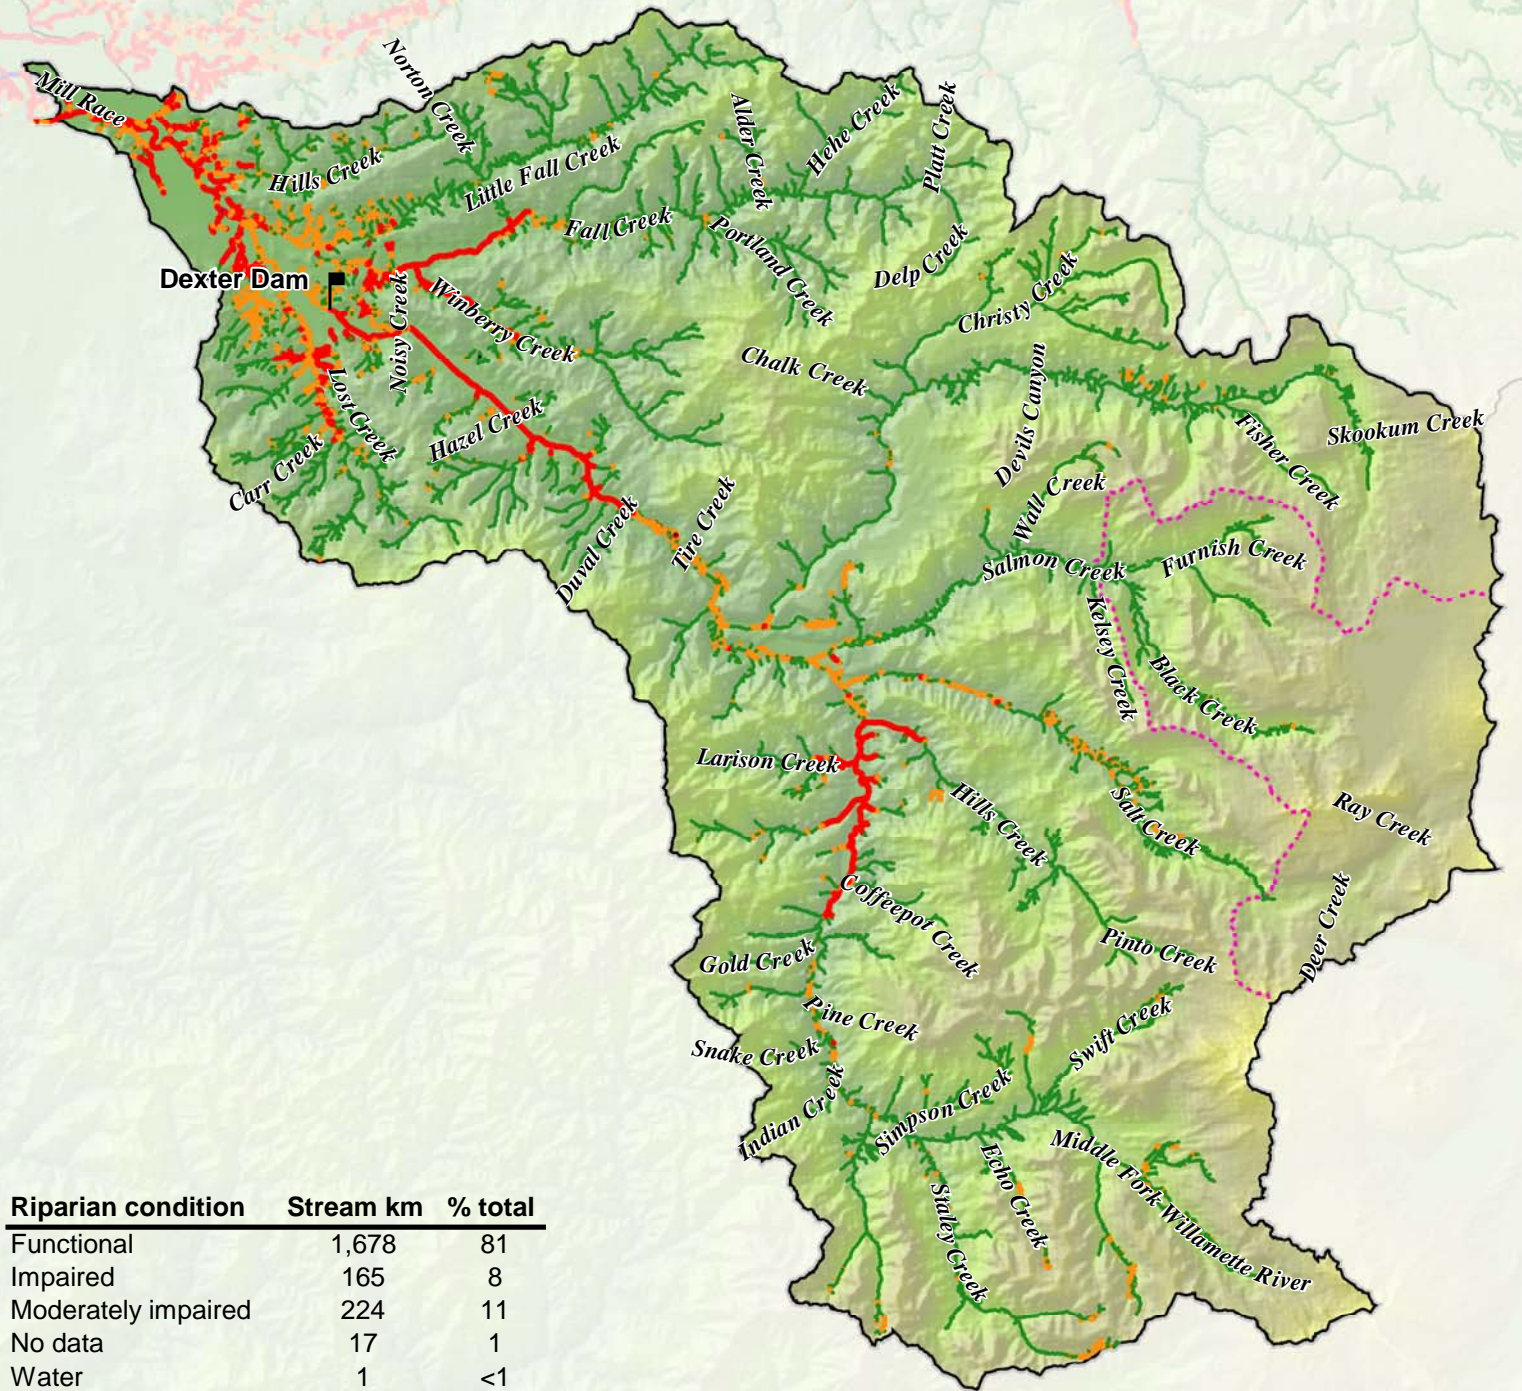 Mill Race
Norton Creek
Hills Creek
Little Fall Creek
Alder Creek
Hehe Creek
Platt Creek
Fall Creek
Portland Creek
Delp Creek
Dexter Dam
Noisy Creek
Winberry Creek
Christy Creek
Chalk Creek
Devils Canyon
Lost Creek
Hazel Creek
Carr Creek
Fisher Creek
Skookum Creek
Wall Creek
Duval Creek
Tire Creek
Salmon Creek
Furnish Creek
Kelsey Creek
Black Creek
Larison Creek
Hills Creek
Salt Creek
Ray Creek
Coffeepot Creek
Deer Creek
Gold Creek
Pinto Creek
Pine Creek
Snake Creek
Swift Creek
Indian Creek
Simpson Creek
Echo Creek
Staley Creek
Middle Fork Willamette River
Riparian condition Stream km % total
Functional 1,678 81
Impaired 165 8
Moderately impaired 224 11
No data 17 1
Water 1 <1